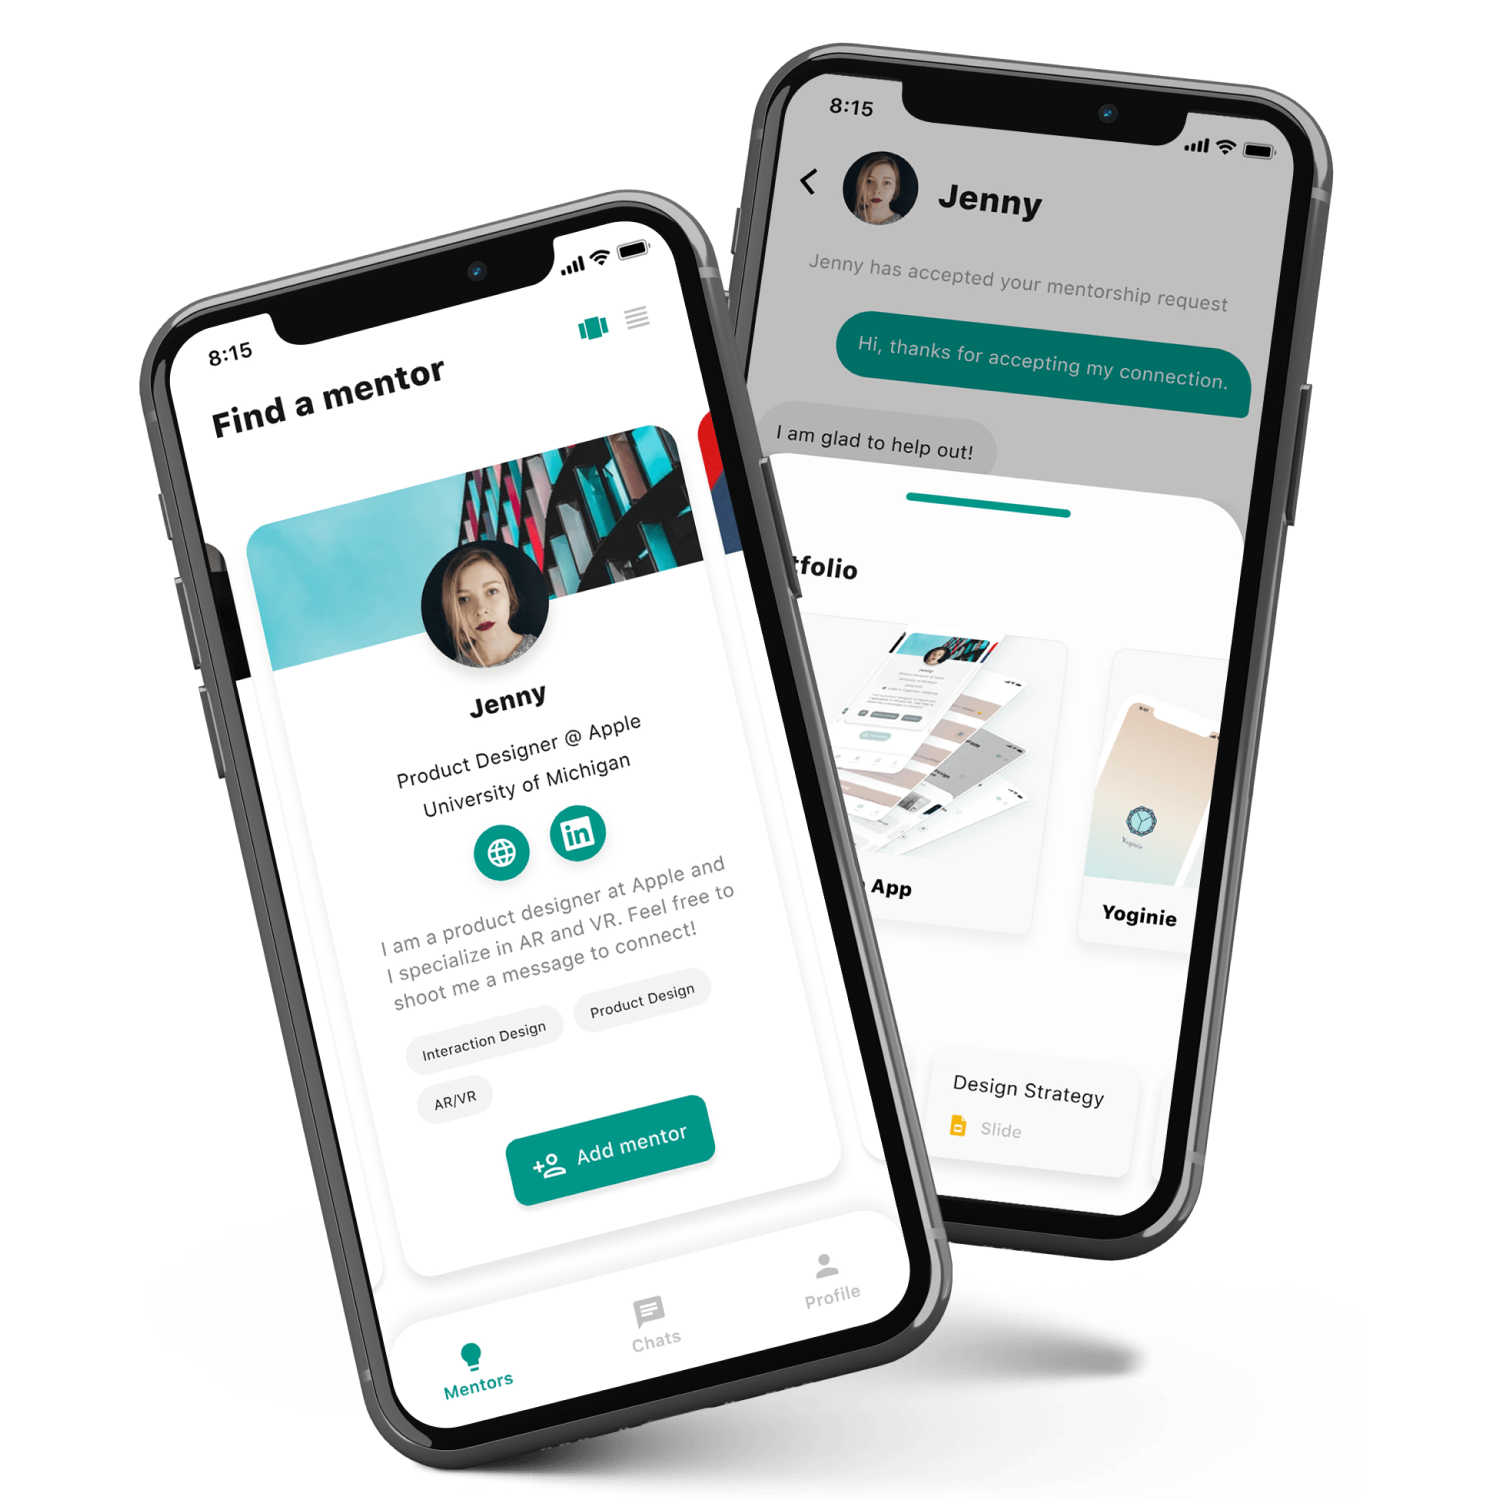 8:15
Find a mentor
Jenny
Product Designer @ Apple
University of Michigan
in
I am a product designer at Apple and
I specialize in AR and VR. Feel free to
shoot me a message to connect!
Interaction Design
Product Design
AR/VR
Add mentor
Mentors
Chats
Profile
8:15
Jenny
Jenny has accepted your mentorship request
Hi, thanks for accepting my connection.
I am glad to help out!
tfolio
Jenny
App
Yoginie
Yoginie
Design Strategy
Slide